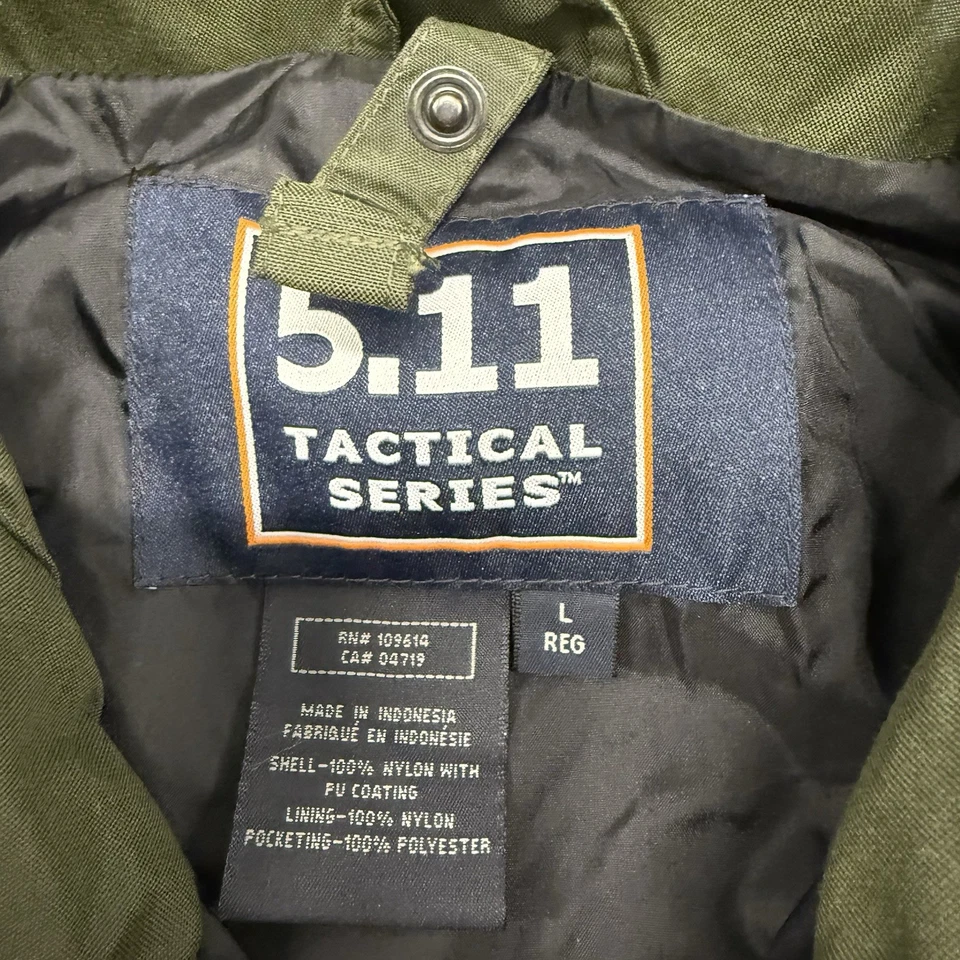 5.11
TACTICAL
SERIES™
L
REG
RN# 109614
CA# 04719
MADE IN INDONESIA
FABRIQUÉ EN INDONÉSIE
SHELL-100% NYLON WITH
PU COATING
LINING-100% NYLON
POCKETING-100% POLYESTER